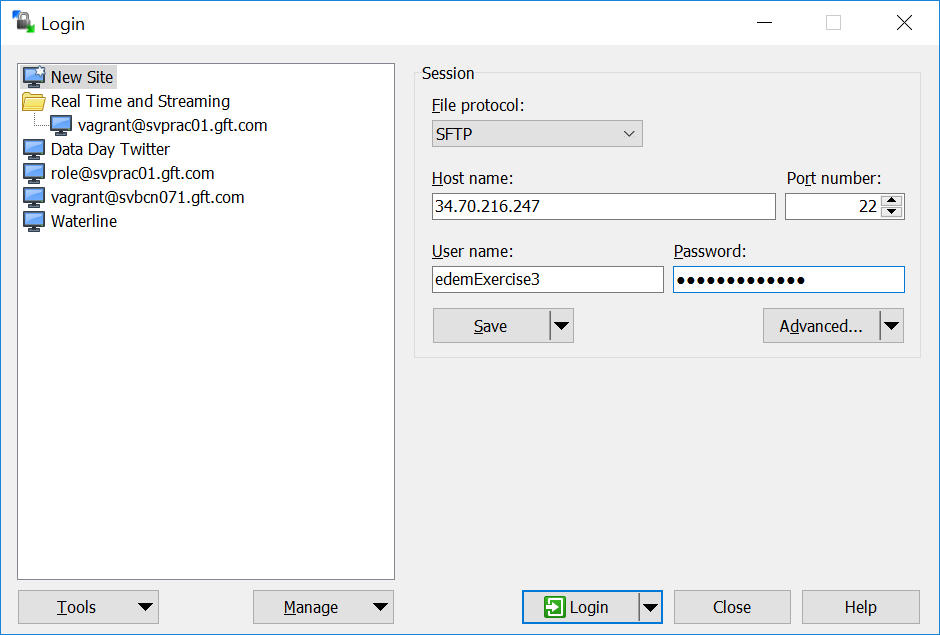 Login
New Site
Real Time and Streaming
vagrant@svprac01.gft.com
Data Day Twitter
role@svprac01.gft.com
vagrant@svbcn071.gft.com
Waterline
Session
File protocol:
SFTP
Host name: Port number:
34.70.216.247 22
User name: Password:
edemExercise3 ●●●●●●●●●●●●●
Save Advanced...
Tools Manage Login Close Help